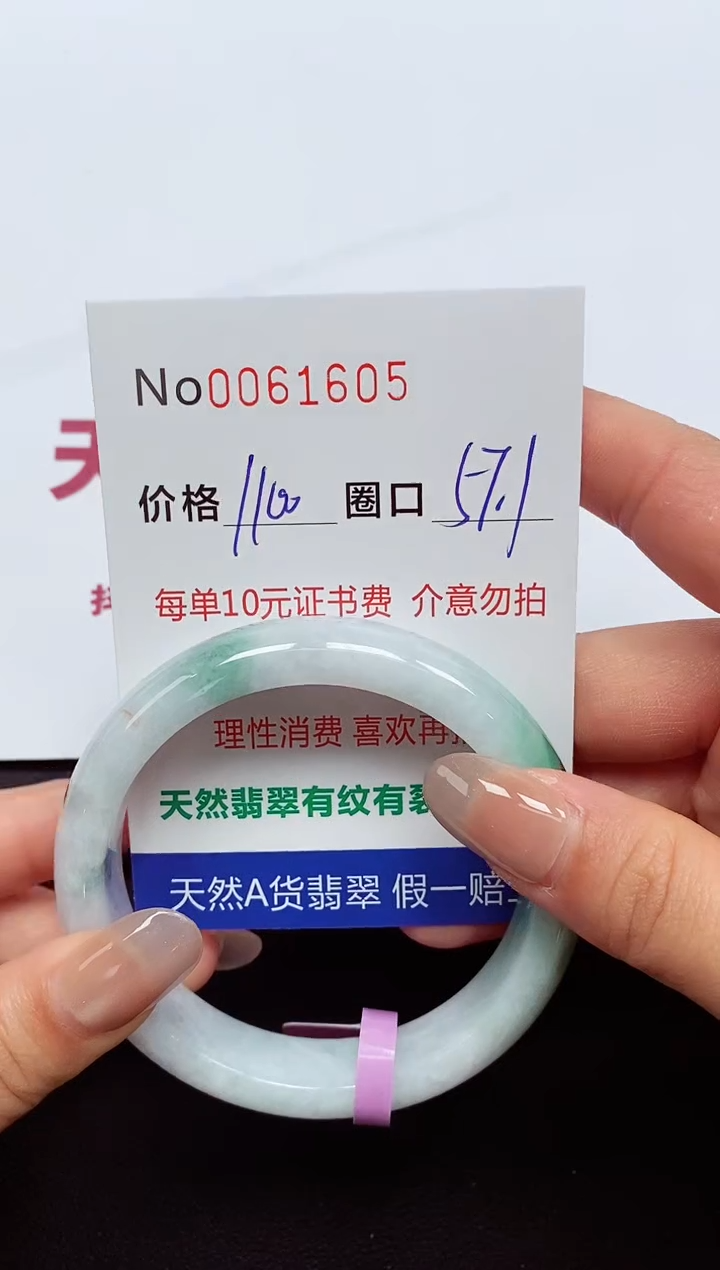 No0061605
价格 1100 圈口 57.1
每单10元证书费 介意勿拍
理性消费 喜欢再
天然翡翠有纹有裂
天然A货翡翠 假一赔